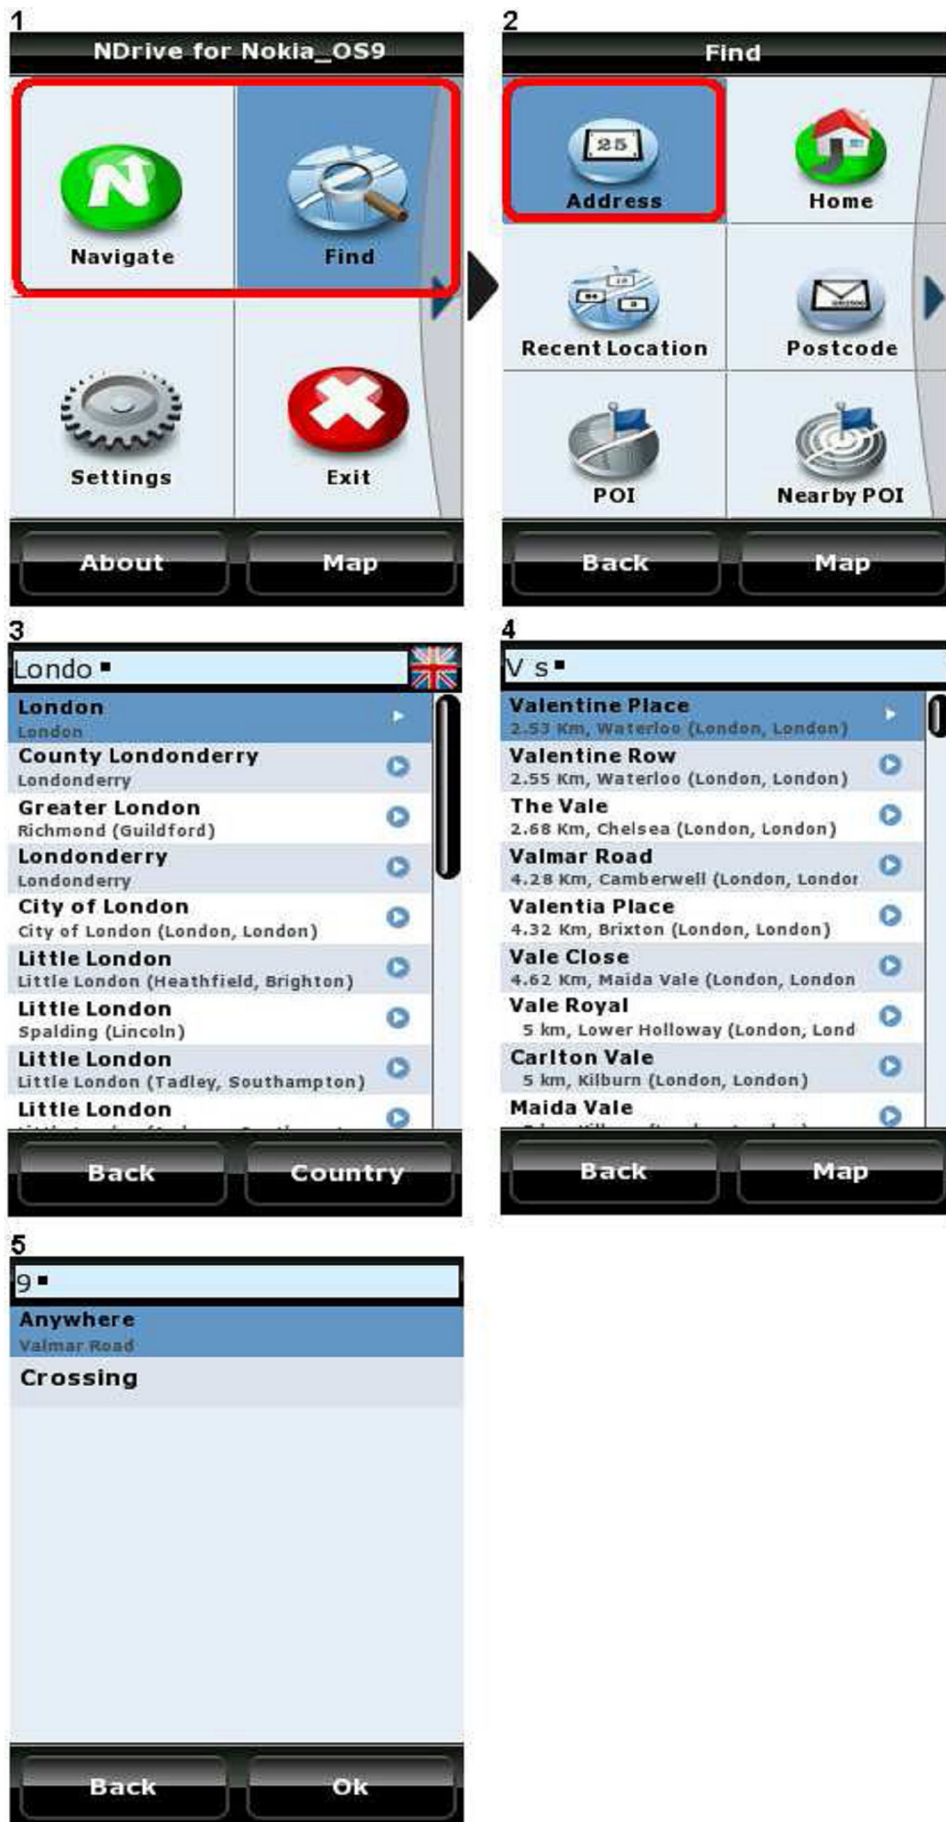 1
NDrive for Nokia_OS9
Navigate
Find
Settings
Exit
About
Map
2
Find
25
Address
Home
Recent Location
Postcode
POI
Nearby POI
Back
Map
3
Londo
London
London
County Londonderry
Londonderry
Greater London
Richmond (Guildford)
Londonderry
Londonderry
City of London
City of London (London, London)
Little London
Little London (Heathfield, Brighton)
Little London
Spalding (Lincoln)
Little London
Little London (Tadley, Southampton)
Little London
Back
Country
4
V s
Valentine Place
2.53 Km, Waterloo (London, London)
Valentine Row
2.55 Km, Waterloo (London, London)
The Vale
2.68 Km, Chelsea (London, London)
Valmar Road
4.28 Km, Camberwell (London, Londor
Valentia Place
4.32 Km, Brixton (London, London)
Vale Close
4.62 Km, Maida Vale (London, London
Vale Royal
5 km, Lower Holloway (London, Lond
Carlton Vale
5 km, Kilburn (London, London)
Maida Vale
Back
Map
5
9
Anywhere
Valmar Road
Crossing
Back
Ok